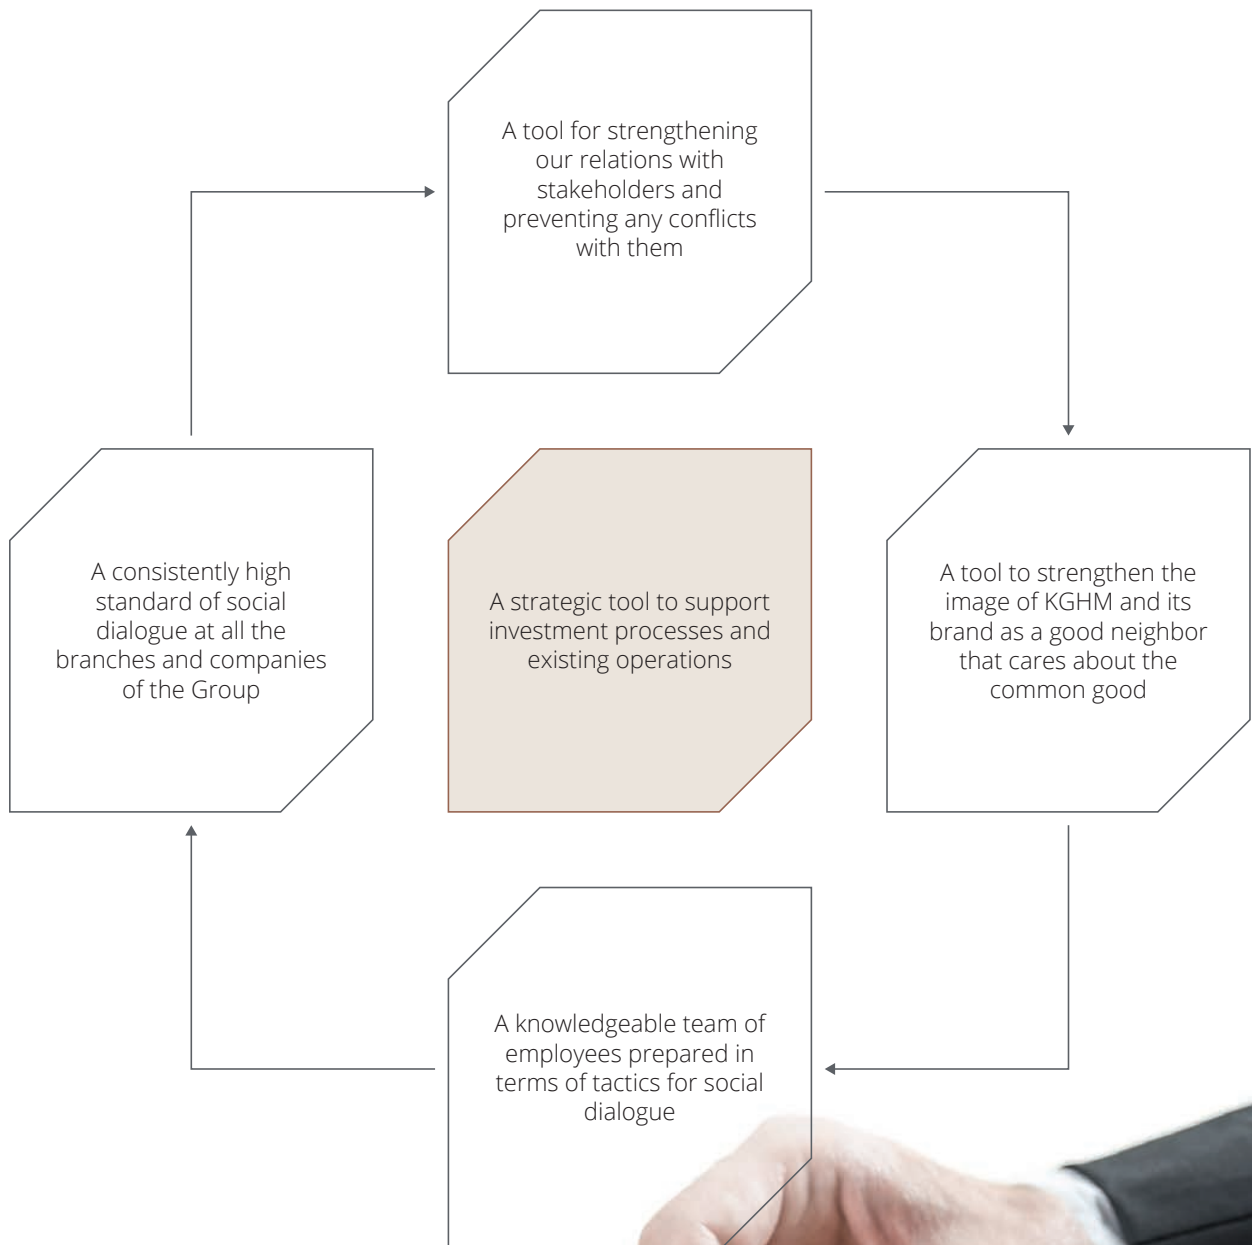 A tool for strengthening
our relations with
stakeholders and
preventing any conflicts
with them
A consistently high
standard of social
dialogue at all the
branches and companies
of the Group
A strategic tool to support
investment processes and
existing operations
A tool to strengthen the
image of KGHM and its
brand as a good neighbor
that cares about the
common good
A knowledgeable team of
employees prepared in
terms of tactics for social
dialogue